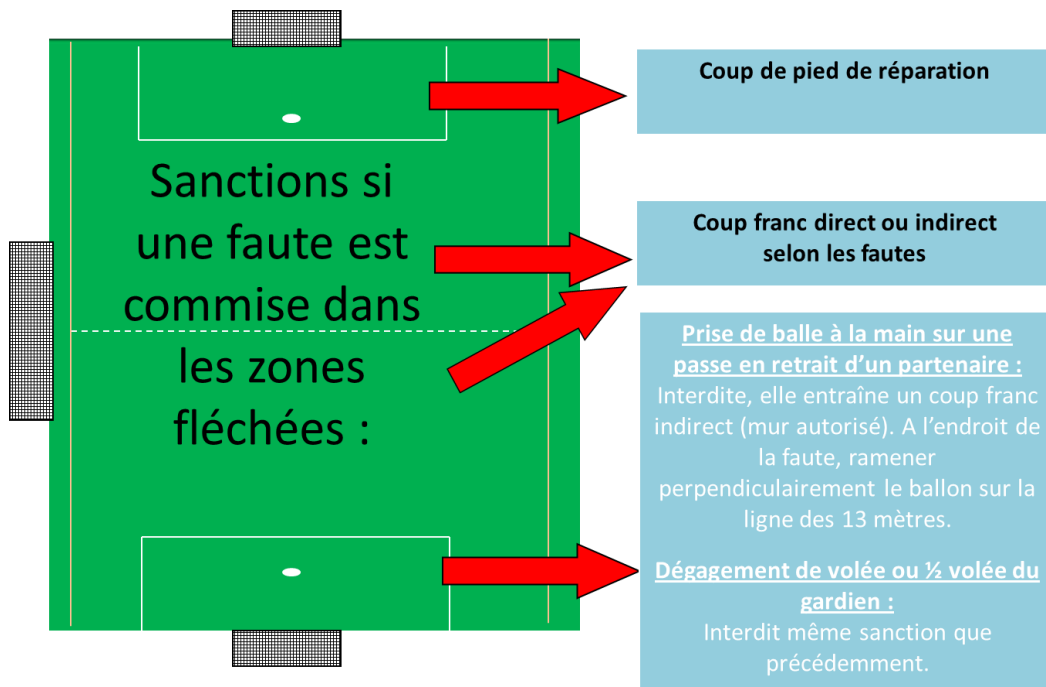 Sanctions si
une faute est
commise dans
les zones
fléchées :
Coup de pied de réparation
Coup franc direct ou indirect
selon les fautes
Prise de balle à la main sur une
passe en retrait d’un partenaire :
Interdite, elle entraîne un coup franc
indirect (mur autorisé). A l’endroit de
la faute, ramener
perpendiculairement le ballon sur la
ligne des 13 mètres.
Dégagement de volée ou ½ volée du
gardien :
Interdit même sanction que
précédemment.